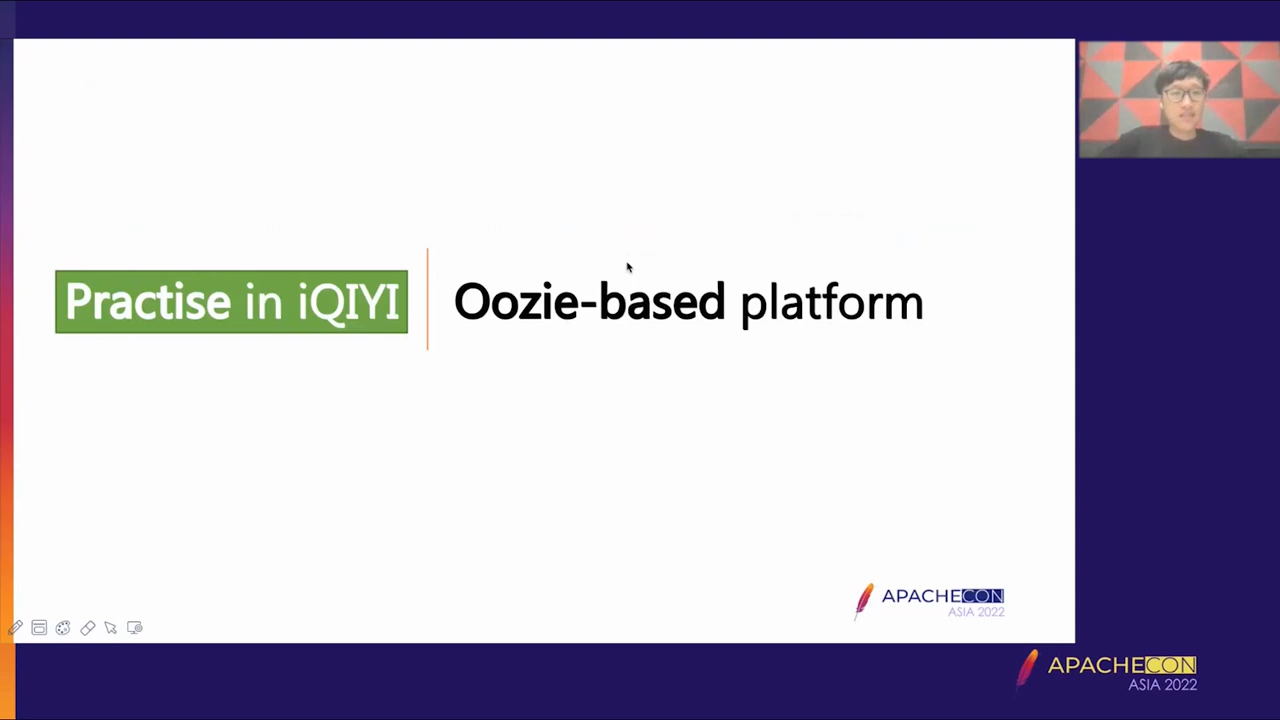 Practise in iQIYI
Oozie-based platform
APACHECON
ASIA 2022
APACHECON
ASIA 2022